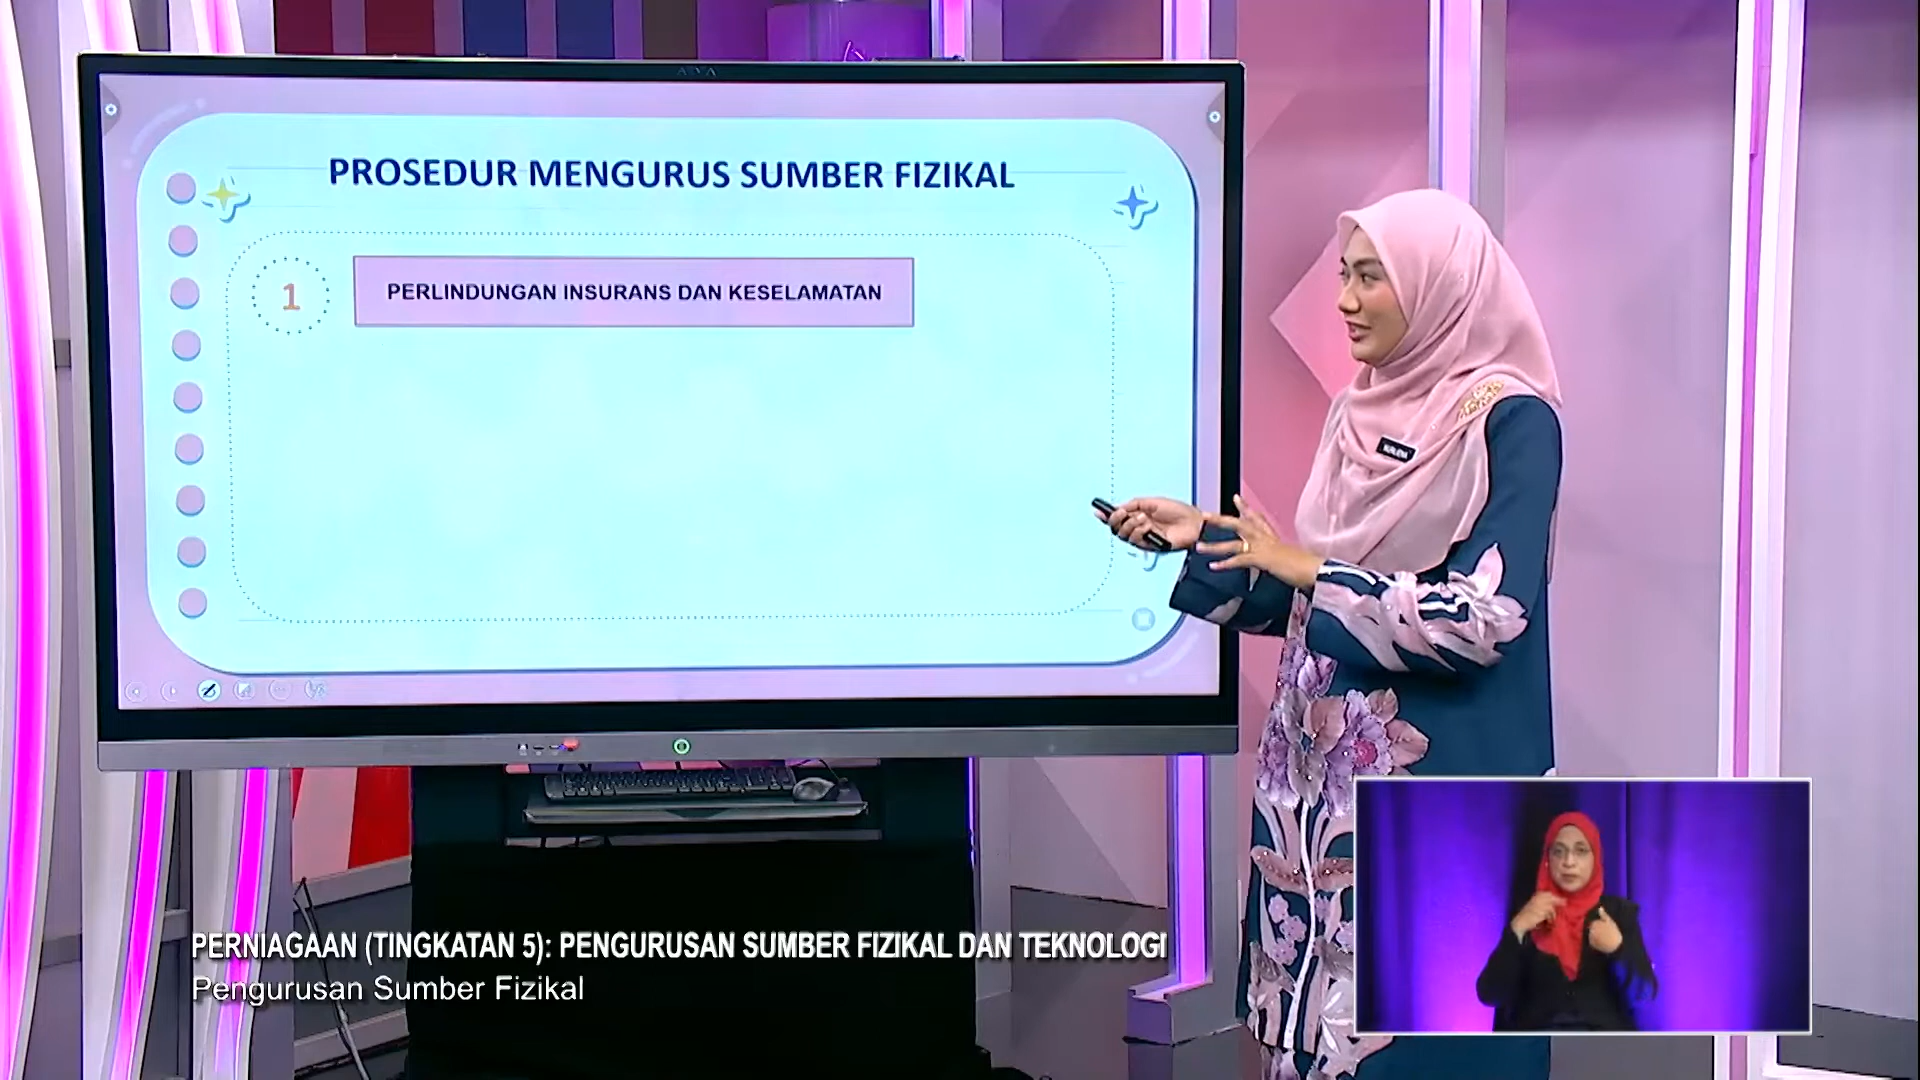 PROSEDUR MENGURUS SUMBER FIZIKAL
1
PERLINDUNGAN INSURANS DAN KESELAMATAN
PERNIAGAAN (TINGKATAN 5): PENGURUSAN SUMBER FIZIKAL DAN TEKNOLOGI
Pengurusan Sumber Fizikal